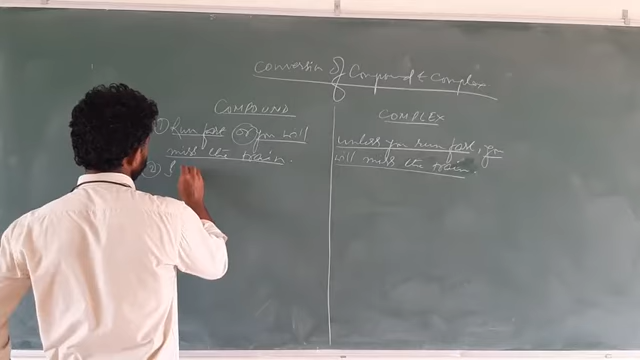 Conversion of Compound & Complex
COMPOUND
① Run fast or you will
miss the train.
②
COMPLEX
unless you run fast, you
will miss the train.